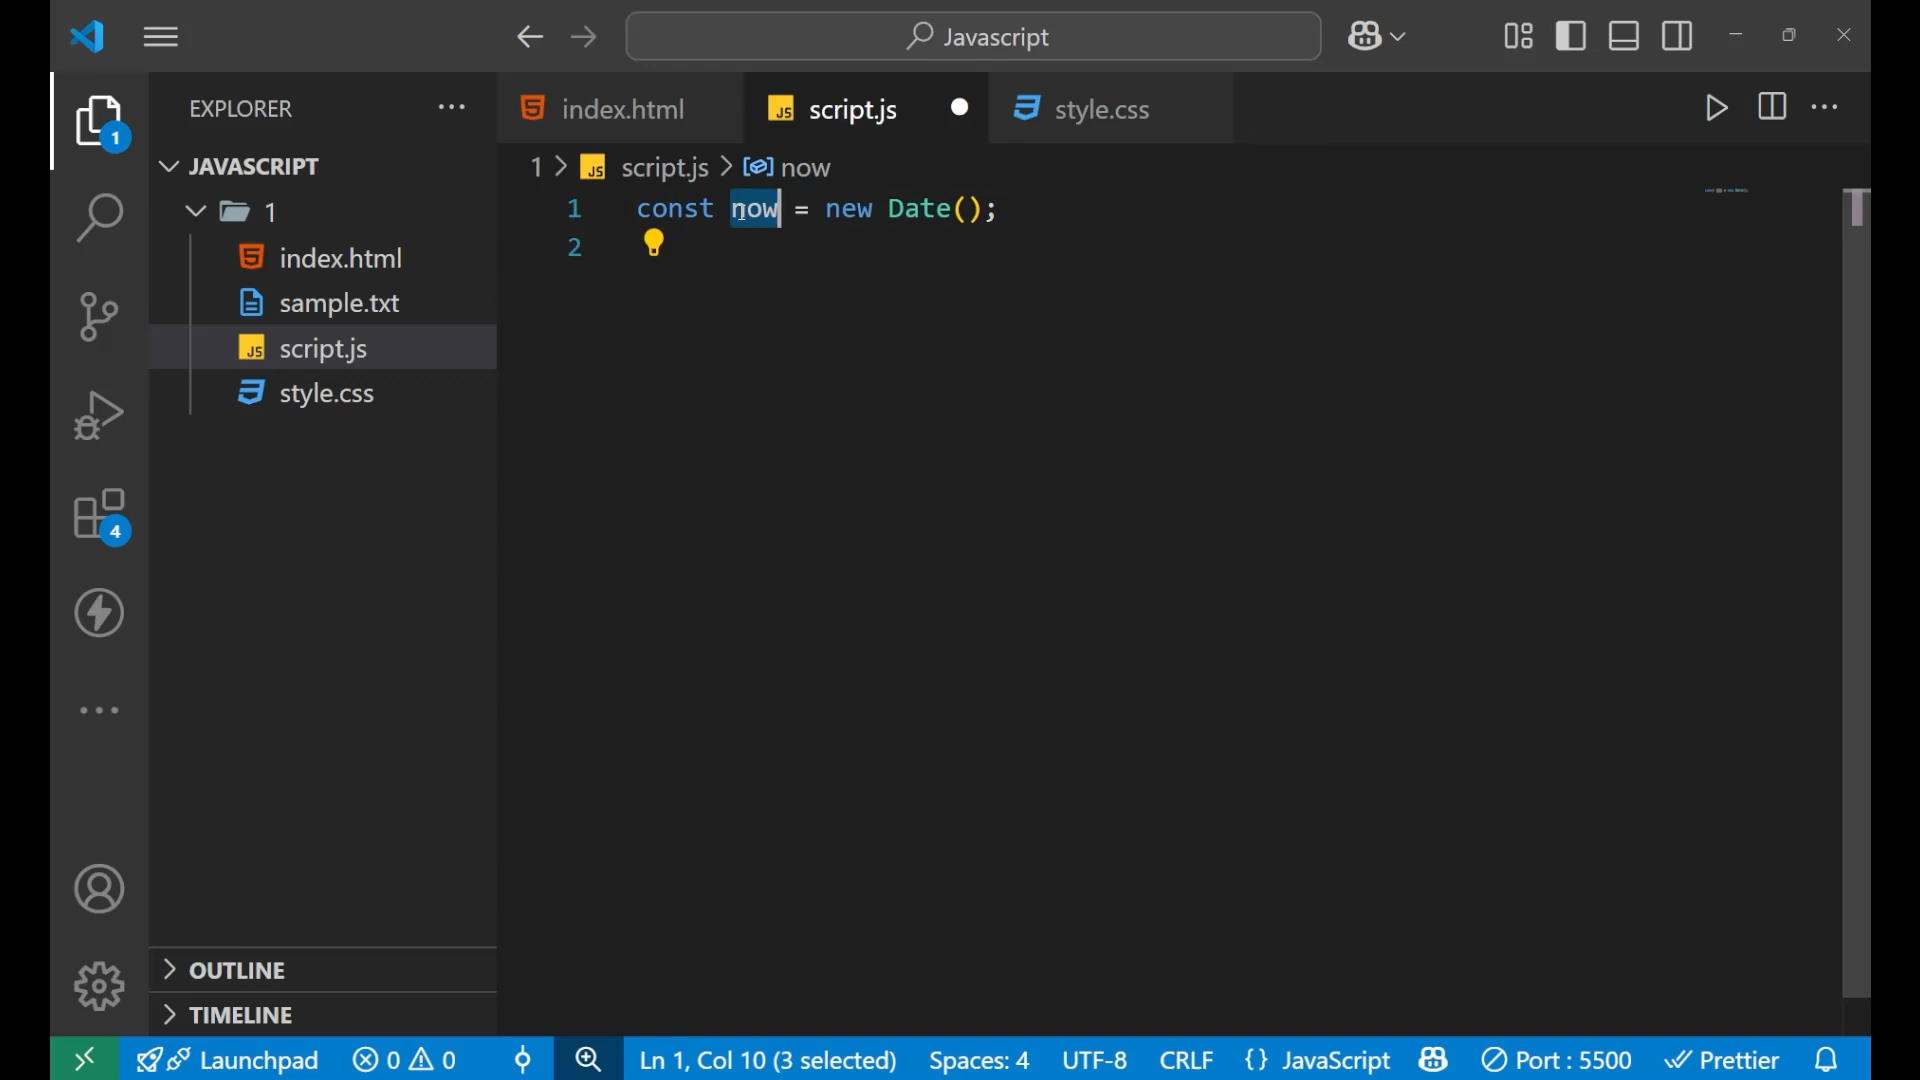 Javascript
EXPLORER
index.html
script.js
style.css
1
JAVASCRIPT
1 > script.js > now
1
1 const now = new Date();
2
index.html
sample.txt
script.js
style.css
4
OUTLINE
TIMELINE
Launchpad 0 0 Ln 1, Col 10 (3 selected) Spaces: 4 UTF-8 CRLF {} JavaScript Port : 5500 Prettier